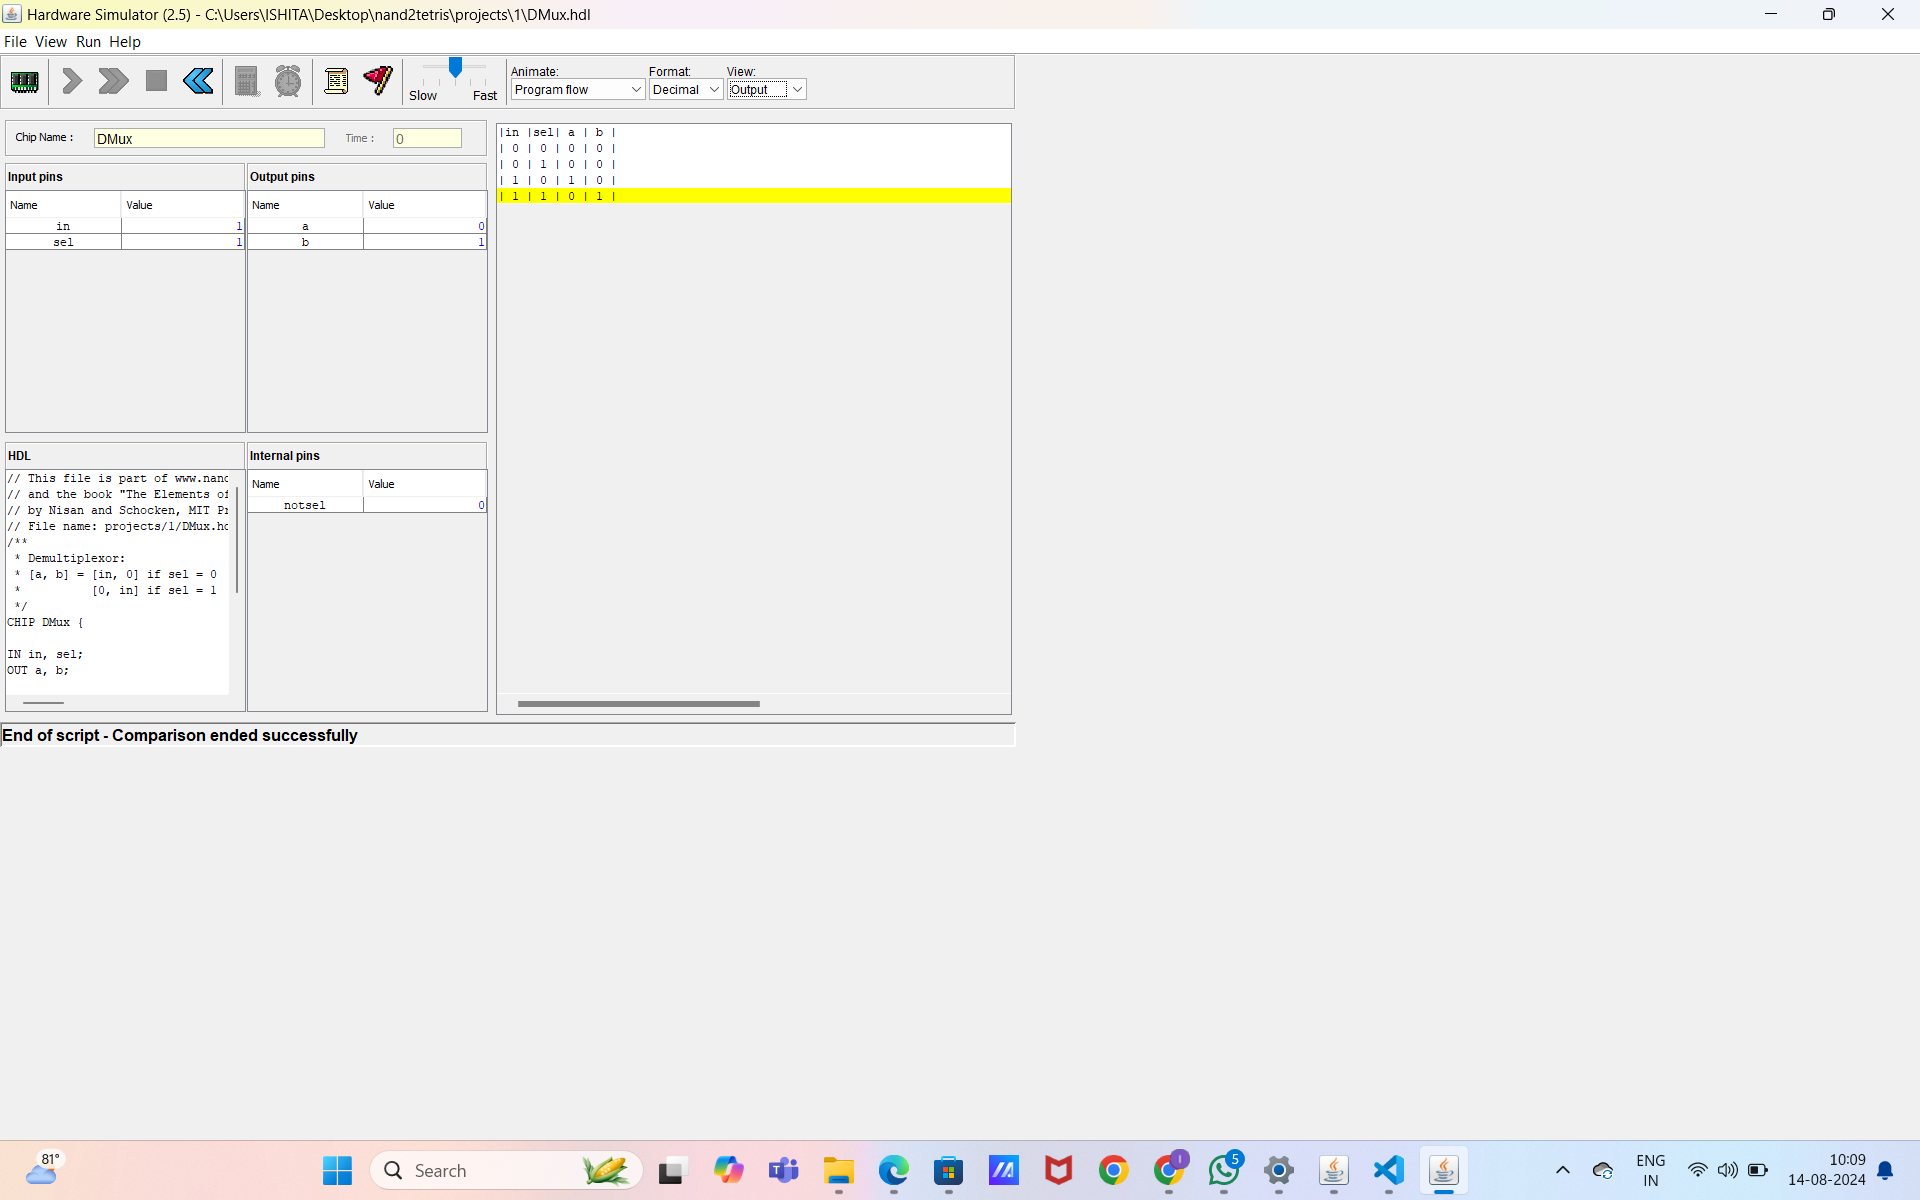 Hardware Simulator (2.5) - C:\Users\ISHITA\Desktop\nand2tetris\projects\1\DMux.hdl
File View Run Help
Slow Fast
Animate: Format: View:
Program flow Decimal Output
Chip Name : DMux Time : 0
Input pins Output pins
Name Value Name Value
in 1 a 0
sel 1 b 1
|in |sel| a | b |
| 0 | 0 | 0 | 0 |
| 0 | 1 | 0 | 0 |
| 1 | 0 | 1 | 0 |
| 1 | 1 | 0 | 1 |
HDL
// This file is part of www.nand
// and the book "The Elements of
// by Nisan and Schocken, MIT Pr
// File name: projects/1/DMux.hd
/**
* Demultiplexor:
* [a, b] = [in, 0] if sel = 0
* [0, in] if sel = 1
*/
CHIP DMux {
IN in, sel;
OUT a, b;
Internal pins
Name Value
notsel 0
End of script - Comparison ended successfully
81°
Search
5
ENG
IN
10:09
14-08-2024